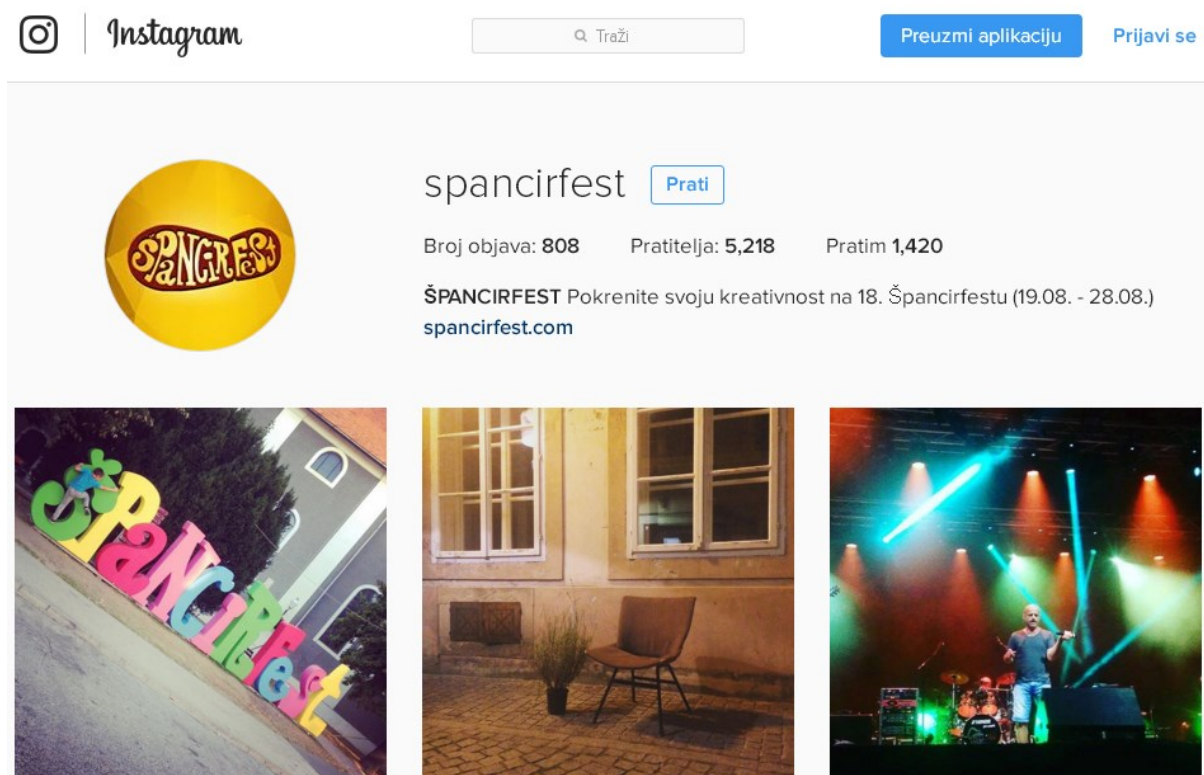 Instagram
Traži
Preuzmi aplikaciju
Prijavi se
ŠPANCIRFEST
spancirfest Prati
Broj objava: 808 Pratitelja: 5,218 Pratim 1,420
ŠPANCIRFEST Pokrenite svoju kreativnost na 18. Špancirfestu (19.08. - 28.08.)
spancirfest.com
ŠPaNCiRFest